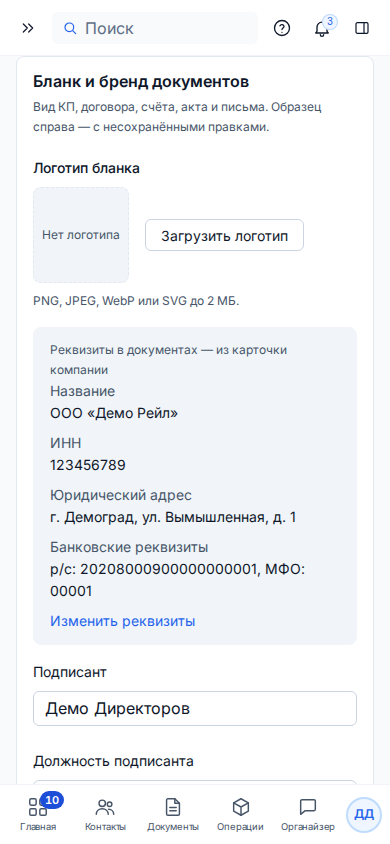 Поиск
3
Бланк и бренд документов
Вид КП, договора, счёта, акта и письма. Образец
справа — с несохранёнными правками.
Логотип бланка
Нет логотипа
Загрузить логотип
PNG, JPEG, WebP или SVG до 2 МБ.
Реквизиты в документах — из карточки
компании
Название
ООО «Демо Рейл»
ИНН
123456789
Юридический адрес
г. Демоград, ул. Вымышленная, д. 1
Банковские реквизиты
р/с: 20208000900000000001, МФО:
00001
Изменить реквизиты
Подписант
Демо Директоров
Должность подписанта
10
Главная
Контакты
Документы
Операции
Органайзер
ДД